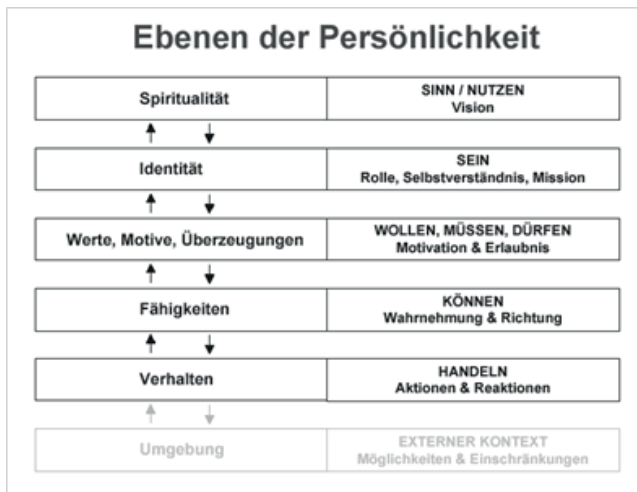 Ebenen der Persönlichkeit
Spiritualität
SINN / NUTZEN
Vision
Identität
SEIN
Rolle, Selbstverständnis, Mission
Werte, Motive, Überzeugungen
WOLLEN, MÜSSEN, DÜRFEN
Motivation & Erlaubnis
Fähigkeiten
KÖNNEN
Wahrnehmung & Richtung
Verhalten
HANDELN
Aktionen & Reaktionen
Umgebung
EXTERNER KONTEXT
Möglichkeiten & Einschränkungen